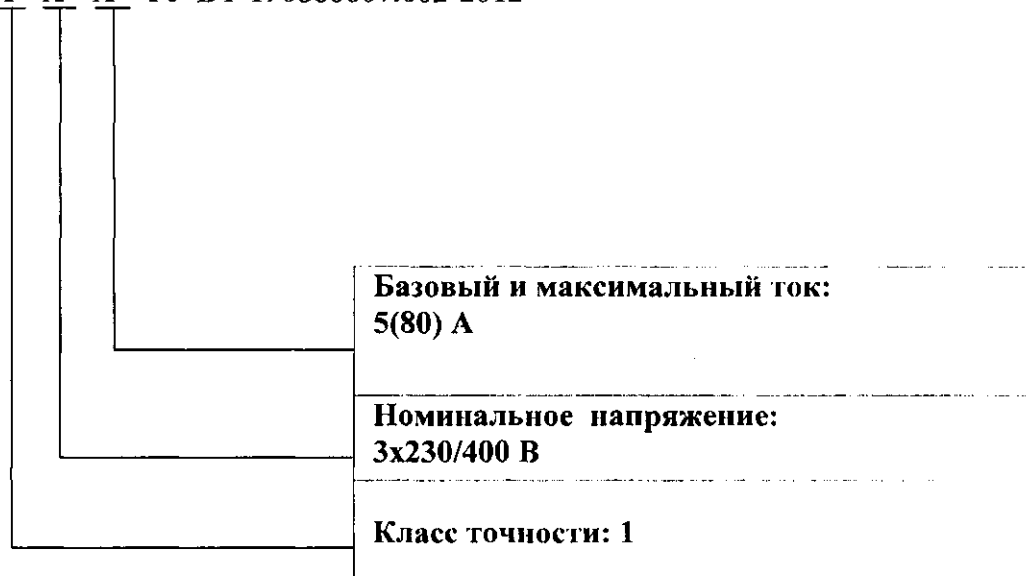 Базовый и максимальный ток:
5(80) А
Номинальное напряжение:
3х230/400 В
Класс точности: 1